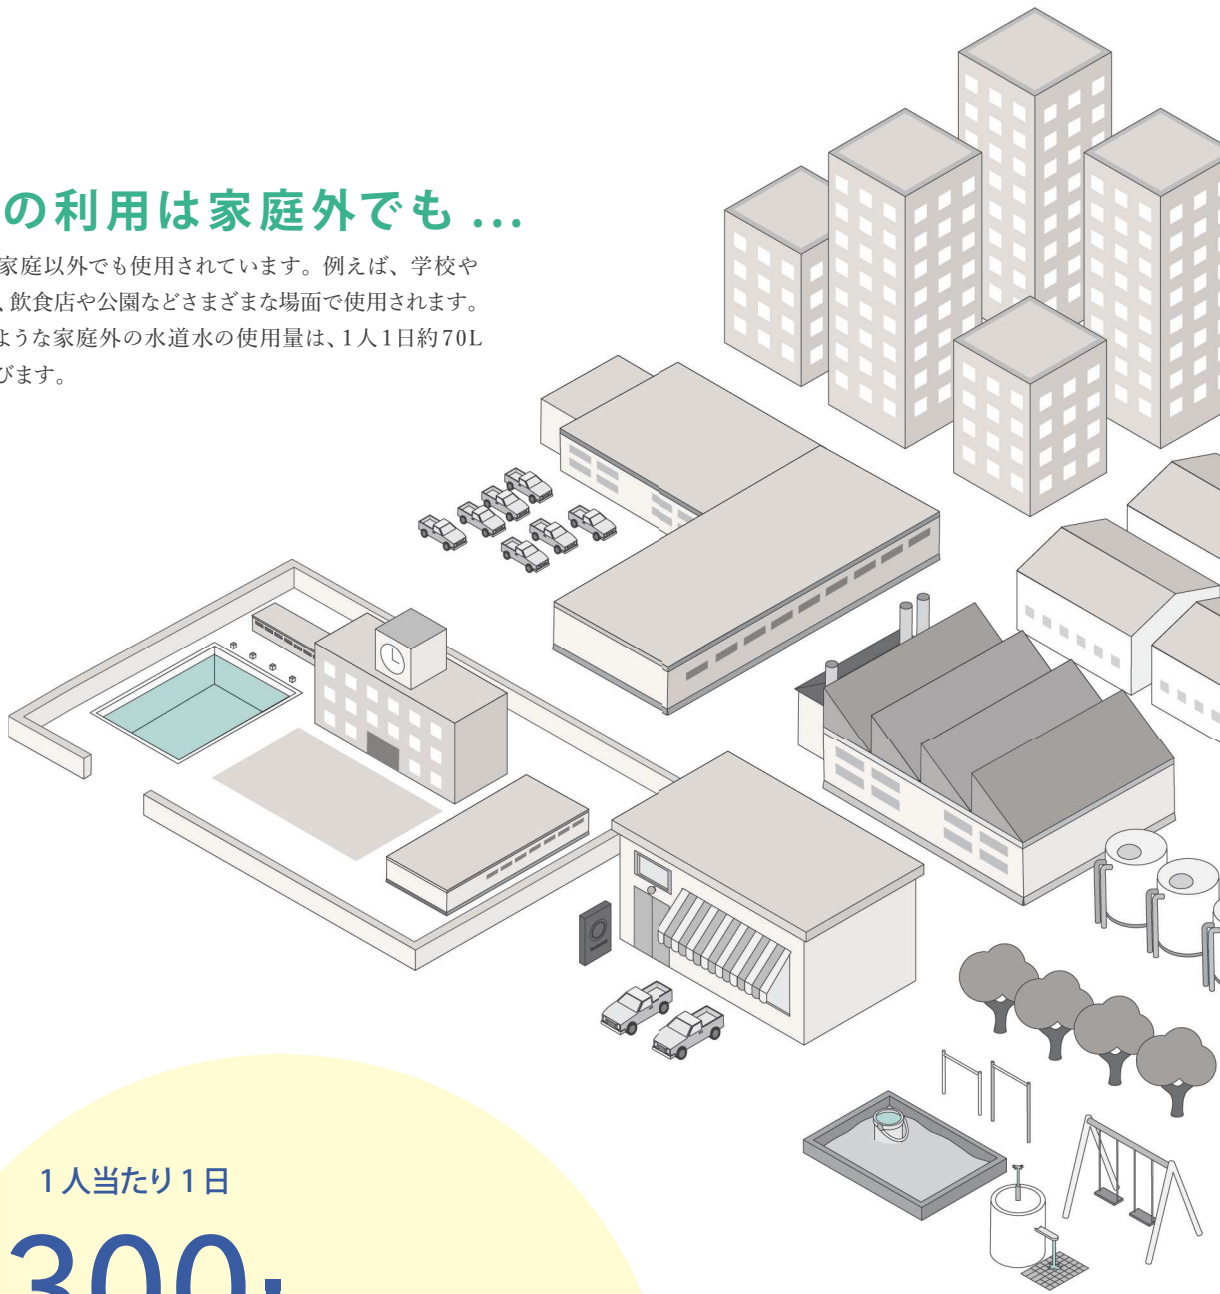 の利用は家庭外でも ...
家庭以外でも使用されています。例えば、学校や
、飲食店や公園などさまざまな場面で使用されます。
ような家庭外の水道水の使用量は、1人1日約70L
びます。
1人当たり1日
300